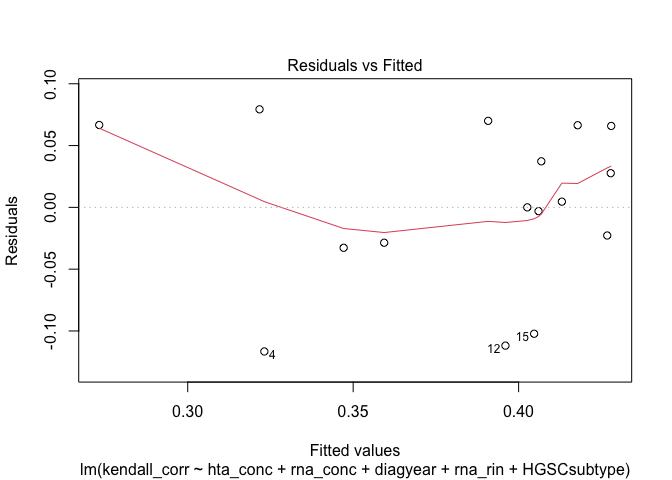 Residuals vs Fitted
0.10
0.05
0.00
-0.05
-0.10
Residuals
4
12
15
0.30 0.35 0.40
Fitted values
lm(kendall_corr ~ hta_conc + rna_conc + diagyear + rna_rin + HGSCsubtype)